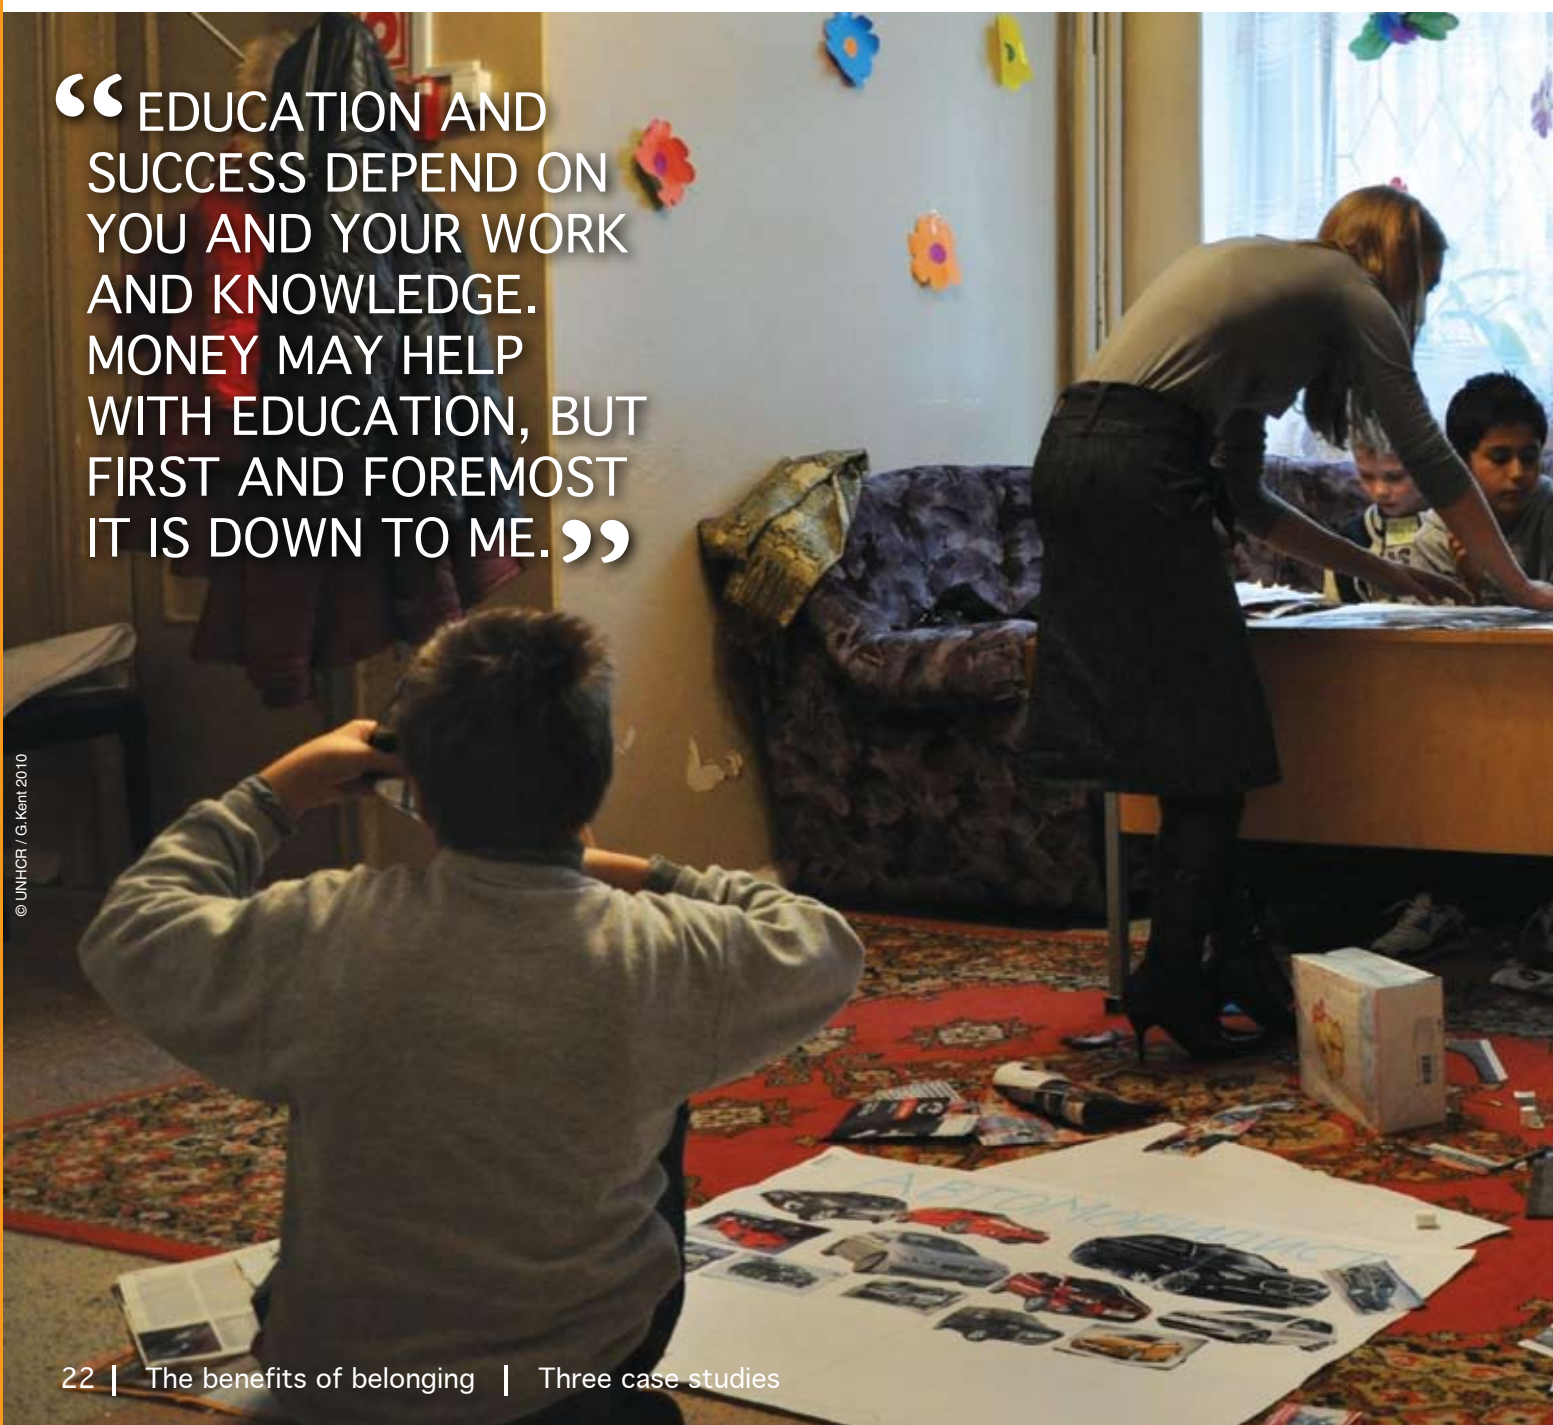 “ EDUCATION AND
SUCCESS DEPEND ON
YOU AND YOUR WORK
AND KNOWLEDGE.
MONEY MAY HELP
WITH EDUCATION, BUT
FIRST AND FOREMOST
IT IS DOWN TO ME.”
© UNHCR / G.Kent 2010
АВТОМОБИЛИСТ
22 | The benefits of belonging | Three case studies